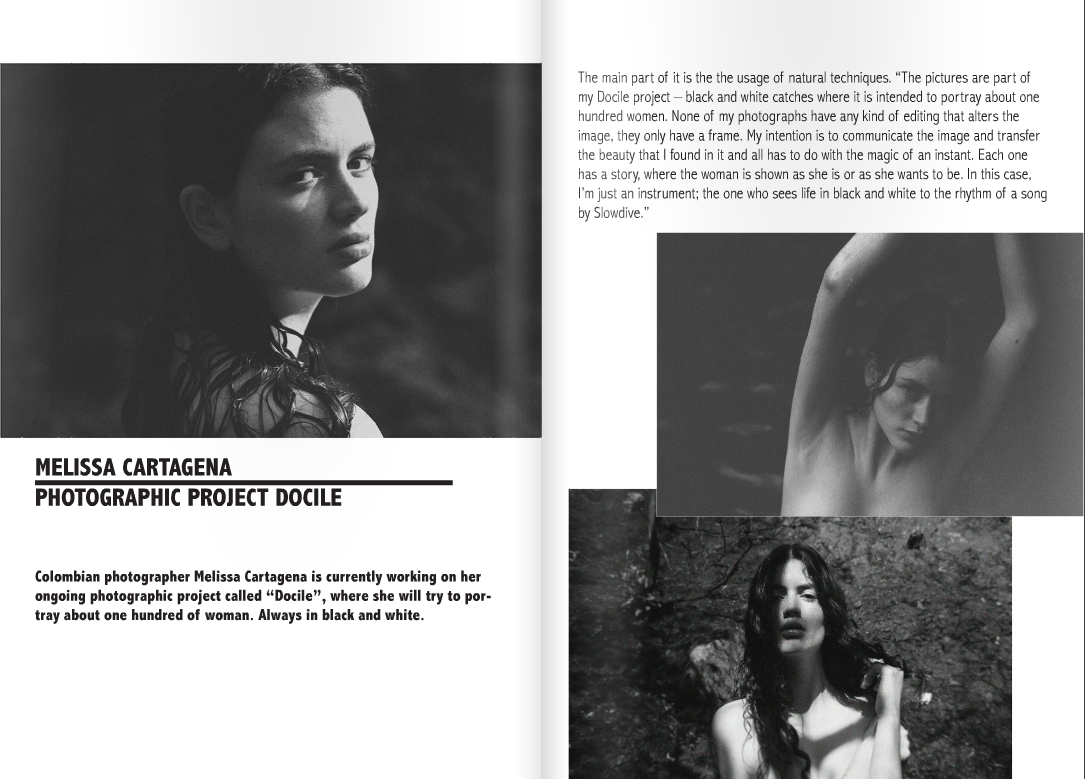 MELISSA CARTAGENA
PHOTOGRAPHIC PROJECT DOCILE
Colombian photographer Melissa Cartagena is currently working on her
ongoing photographic project called “Docile”, where she will try to por-
tray about one hundred of woman. Always in black and white.
The main part of it is the the usage of natural techniques. “The pictures are part of
my Docile project — black and white catches where it is intended to portray about one
hundred women. None of my photographs have any kind of editing that alters the
image, they only have a frame. My intention is to communicate the image and transfer
the beauty that I found in it and all has to do with the magic of an instant. Each one
has a story, where the woman is shown as she is or as she wants to be. In this case,
I’m just an instrument; the one who sees life in black and white to the rhythm of a song
by Slowdive.”